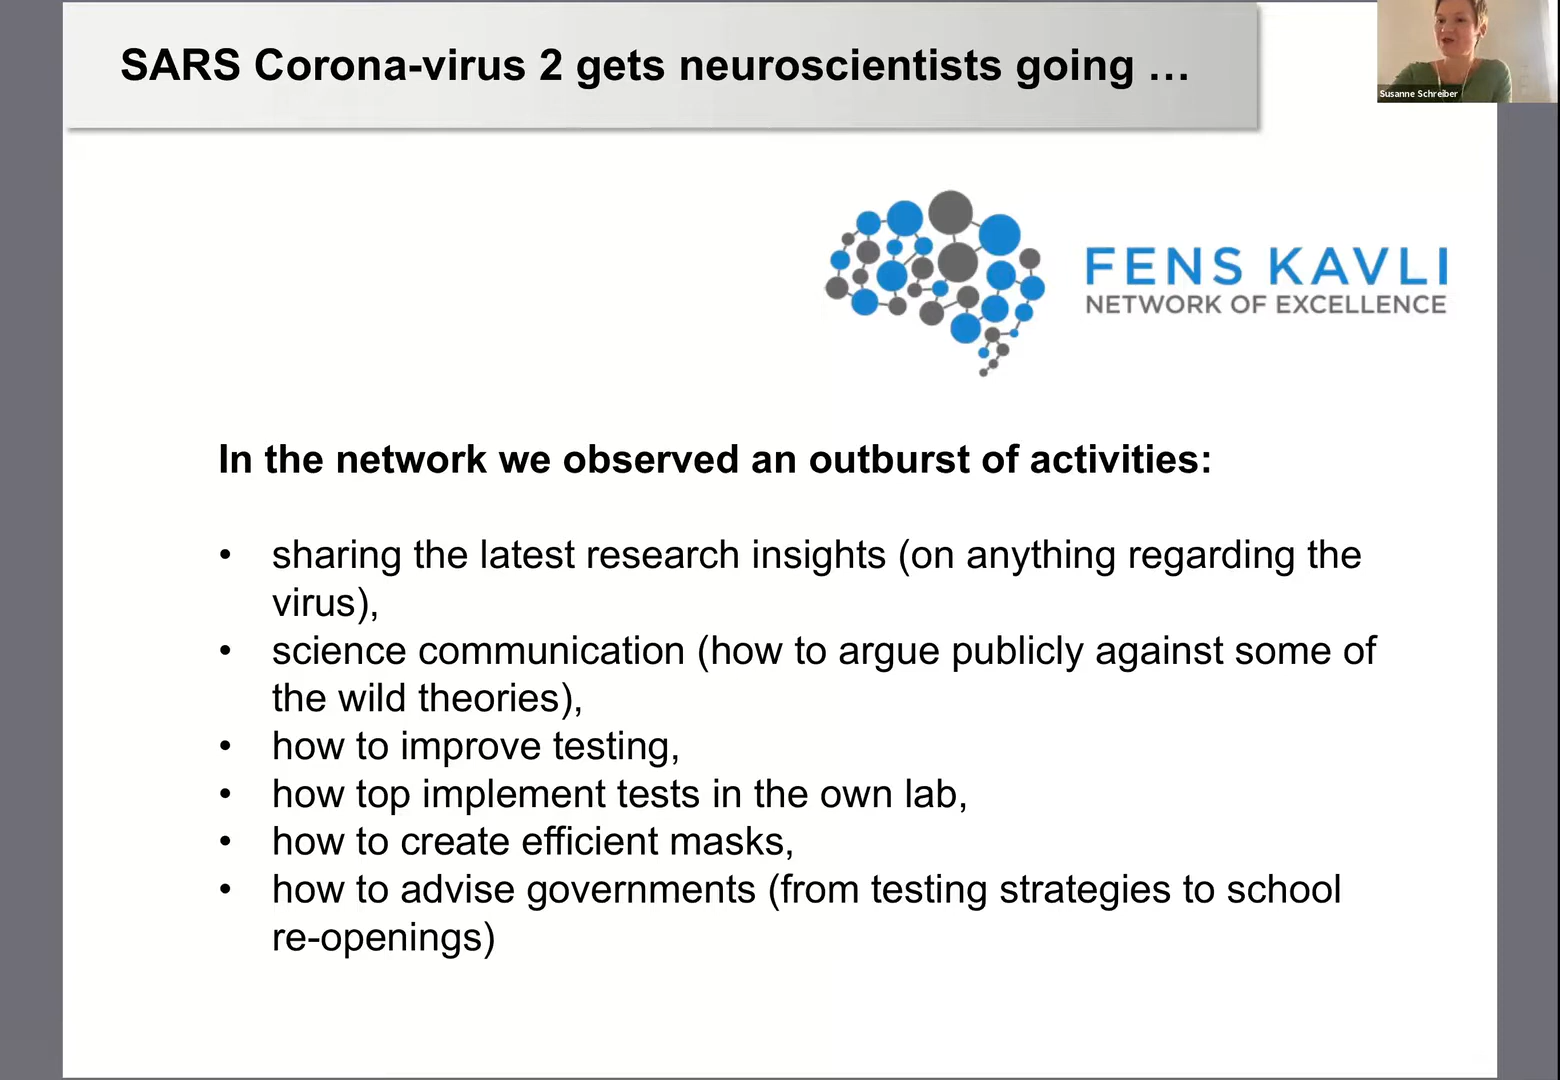 SARS Corona-virus 2 gets neuroscientists going …
Susanne Schreiber
FENS KAVLI
NETWORK OF EXCELLENCE
In the network we observed an outburst of activities:
• sharing the latest research insights (on anything regarding the
virus),
• science communication (how to argue publicly against some of
the wild theories),
• how to improve testing,
• how top implement tests in the own lab,
• how to create efficient masks,
• how to advise governments (from testing strategies to school
re-openings)